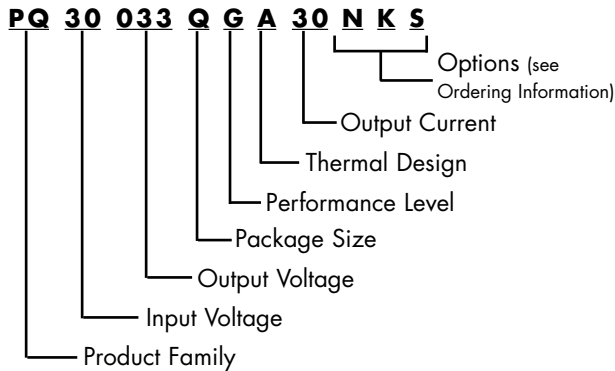 PQ 30 033 Q G A 30 N K S
Options (see
Ordering Information)
Output Current
Thermal Design
Performance Level
Package Size
Output Voltage
Input Voltage
Product Family